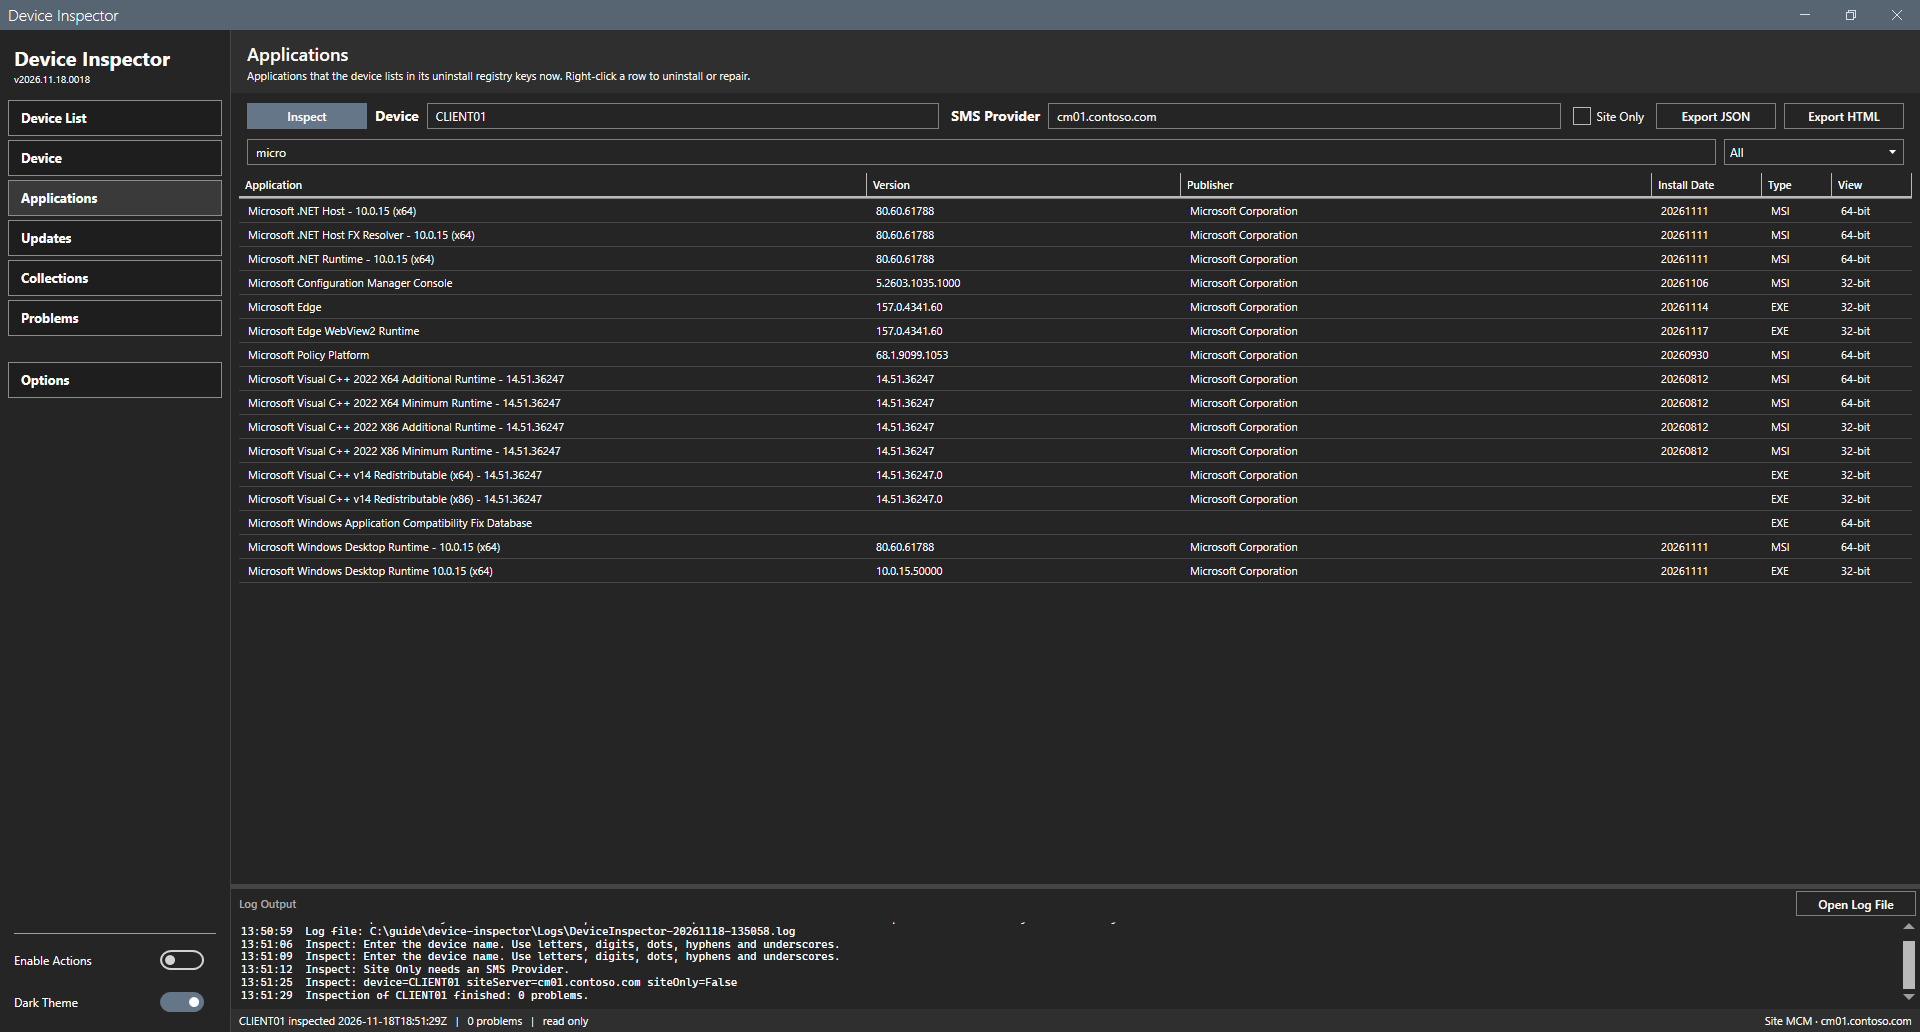 Device Inspector
Device Inspector
v2026.11.18.0018
Device List
Device
Applications
Updates
Collections
Problems
Options
Enable Actions
Dark Theme
Applications
Applications that the device lists in its uninstall registry keys now. Right-click a row to uninstall or repair.
Inspect Device CLIENT01 SMS Provider cm01.contoso.com Site Only Export JSON Export HTML
micro All
Application Version Publisher Install Date Type View
Microsoft .NET Host - 10.0.15 (x64) 80.60.61788 Microsoft Corporation 20261111 MSI 64-bit
Microsoft .NET Host FX Resolver - 10.0.15 (x64) 80.60.61788 Microsoft Corporation 20261111 MSI 64-bit
Microsoft .NET Runtime - 10.0.15 (x64) 80.60.61788 Microsoft Corporation 20261111 MSI 64-bit
Microsoft Configuration Manager Console 5.2603.1035.1000 Microsoft Corporation 20261106 MSI 32-bit
Microsoft Edge 157.0.4341.60 Microsoft Corporation 20261114 EXE 32-bit
Microsoft Edge WebView2 Runtime 157.0.4341.60 Microsoft Corporation 20261117 EXE 32-bit
Microsoft Policy Platform 68.1.9099.1053 Microsoft Corporation 20260930 MSI 64-bit
Microsoft Visual C++ 2022 X64 Additional Runtime - 14.51.36247 14.51.36247 Microsoft Corporation 20260812 MSI 64-bit
Microsoft Visual C++ 2022 X64 Minimum Runtime - 14.51.36247 14.51.36247 Microsoft Corporation 20260812 MSI 64-bit
Microsoft Visual C++ 2022 X86 Additional Runtime - 14.51.36247 14.51.36247 Microsoft Corporation 20260812 MSI 32-bit
Microsoft Visual C++ 2022 X86 Minimum Runtime - 14.51.36247 14.51.36247 Microsoft Corporation 20260812 MSI 32-bit
Microsoft Visual C++ v14 Redistributable (x64) - 14.51.36247 14.51.36247.0 Microsoft Corporation EXE 32-bit
Microsoft Visual C++ v14 Redistributable (x86) - 14.51.36247 14.51.36247.0 Microsoft Corporation EXE 32-bit
Microsoft Windows Application Compatibility Fix Database EXE 64-bit
Microsoft Windows Desktop Runtime - 10.0.15 (x64) 80.60.61788 Microsoft Corporation 20261111 MSI 64-bit
Microsoft Windows Desktop Runtime 10.0.15 (x64) 10.0.15.50000 Microsoft Corporation 20261111 EXE 32-bit
Log Output Open Log File
13:50:59 Log file: C:\guide\device-inspector\Logs\DeviceInspector-20261118-135058.log
13:51:06 Inspect: Enter the device name. Use letters, digits, dots, hyphens and underscores.
13:51:09 Inspect: Enter the device name. Use letters, digits, dots, hyphens and underscores.
13:51:12 Inspect: Site Only needs an SMS Provider.
13:51:25 Inspect: device=CLIENT01 siteServer=cm01.contoso.com siteOnly=False
13:51:29 Inspection of CLIENT01 finished: 0 problems.
CLIENT01 inspected 2026-11-18T18:51:29Z | 0 problems | read only Site MCM · cm01.contoso.com